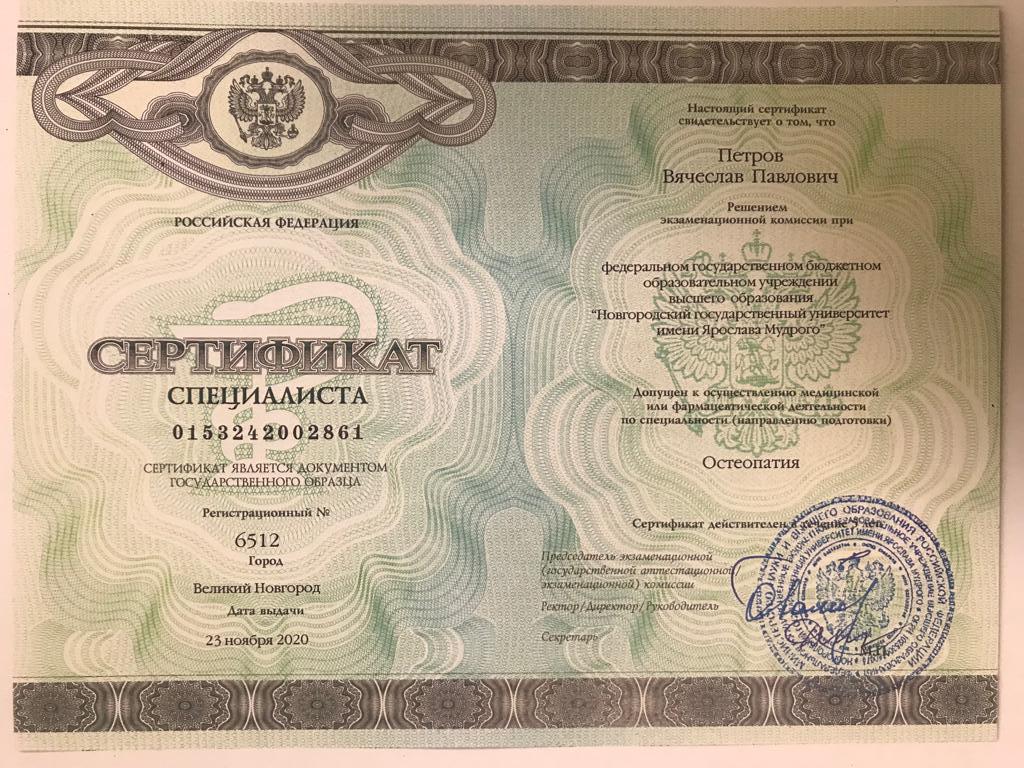 РОССИЙСКАЯ ФЕДЕРАЦИЯ
СЕРТИФИКАТ
СПЕЦИАЛИСТА
0153242002861
СЕРТИФИКАТ ЯВЛЯЕТСЯ ДОКУМЕНТОМ
ГОСУДАРСТВЕННОГО ОБРАЗЦА
Регистрационный №
6512
Город
Великий Новгород
Дата выдачи
23 ноября 2020
Настоящий сертификат
свидетельствует о том, что
Петров
Вячеслав Павлович
Решением
экзаменационной комиссии при
федеральном государственном бюджетном
образовательном учреждении
высшего образования
"Новгородский государственный университет
имени Ярослава Мудрого"
Допущен к осуществлению медицинской
или фармацевтической деятельности
по специальности (направлению подготовки)
Остеопатия
Сертификат действителен в течение 5 лет.
Председатель экзаменационной
(государственной аттестационной
экзаменационной) комиссии
Ректор/Директор/Руководитель
Секретарь
М.П.